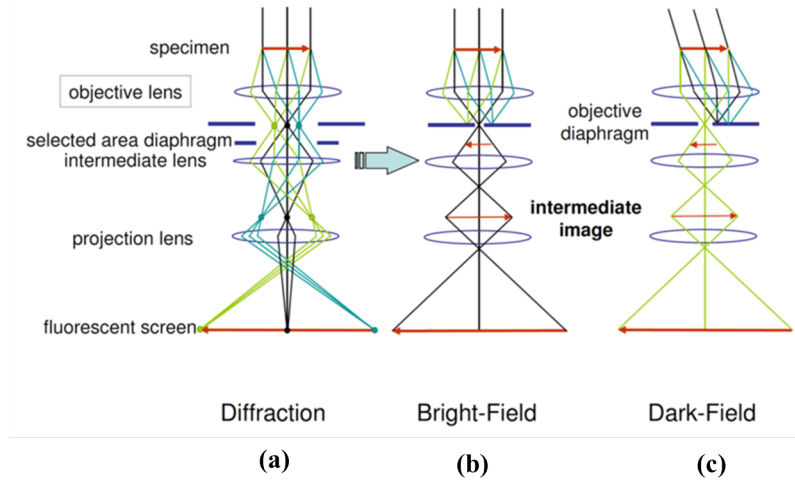 specimen
objective lens
selected area diaphragm
intermediate lens
projection lens
fluorescent screen
objective
diaphragm
intermediate
image
Diffraction
Bright-Field
Dark-Field
(a)
(b)
(c)